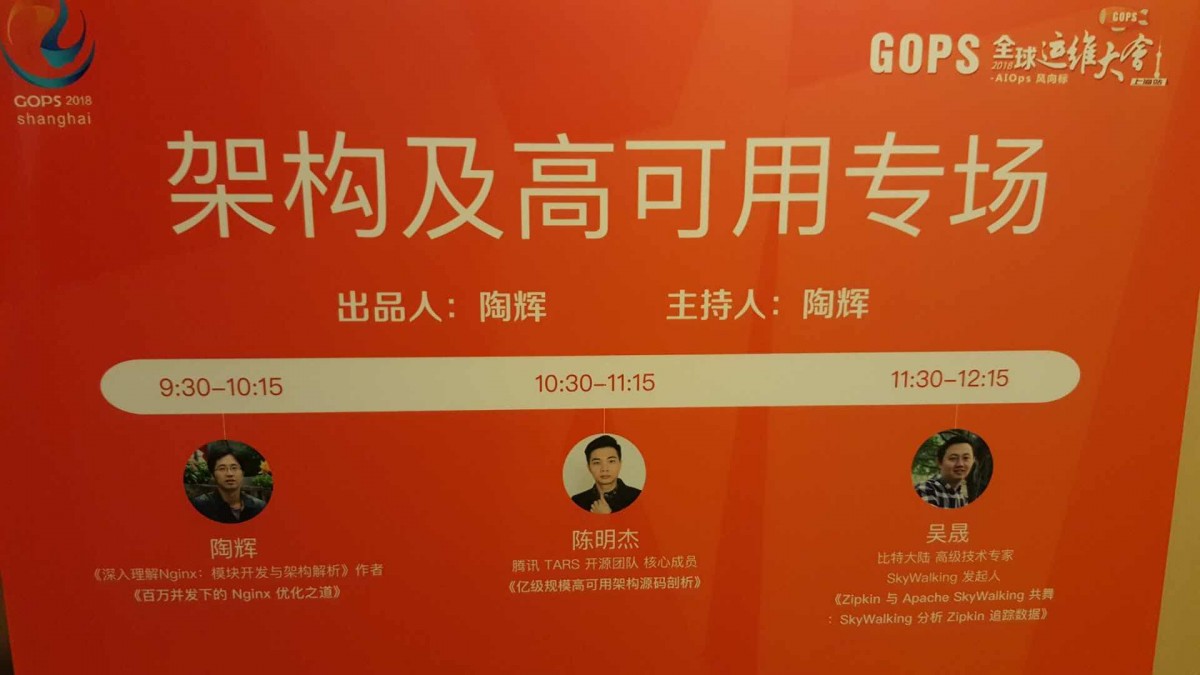 GOPS 2018
shanghai
GOPS
GOPS 全球运维大会
2018
-AIOps 风向标
上海站
架构及高可用专场
出品人：陶辉 主持人：陶辉
9:30-10:15 10:30-11:15 11:30-12:15
陶辉
《深入理解Nginx：模块开发与架构解析》作者
《百万并发下的 Nginx 优化之道》
陈明杰
腾讯 TARS 开源团队 核心成员
《亿级规模高可用架构源码剖析》
吴晟
比特大陆 高级技术专家
SkyWalking 发起人
《Zipkin 与 Apache SkyWalking 共舞
：SkyWalking 分析 Zipkin 追踪数据》